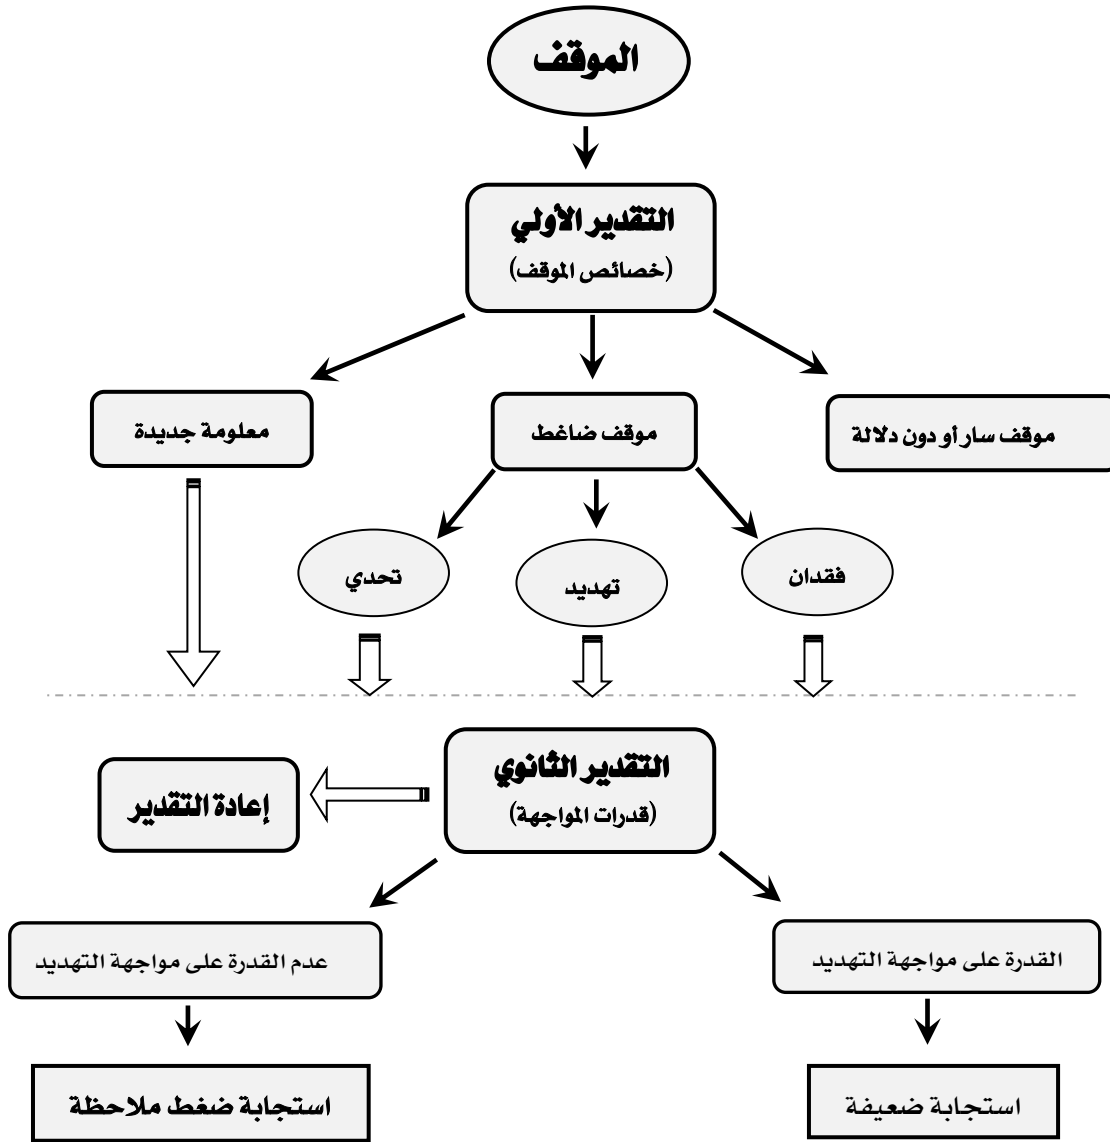 الموقف
التقدير الأولي
(خصائص الموقف)
موقف سار أو دون دلالة
موقف ضاغط
معلومة جديدة
فقدان
تهديد
تحدي
التقدير الثانوي
(قدرات المواجهة)
إعادة التقدير
القدرة على مواجهة التهديد
عدم القدرة على مواجهة التهديد
استجابة ضعيفة
استجابة ضغط ملاحظة